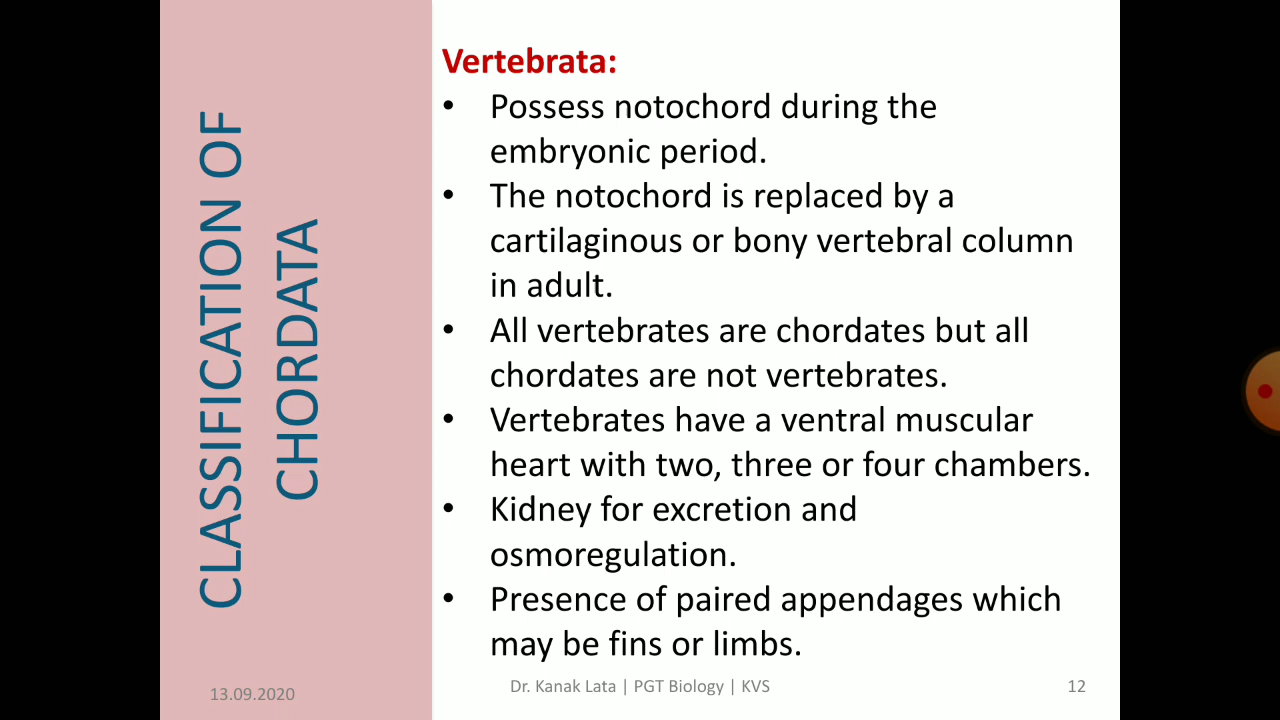 CLASSIFICATION OF
CHORDATA
Vertebrata:
• Possess notochord during the
embryonic period.
• The notochord is replaced by a
cartilaginous or bony vertebral column
in adult.
• All vertebrates are chordates but all
chordates are not vertebrates.
• Vertebrates have a ventral muscular
heart with two, three or four chambers.
• Kidney for excretion and
osmoregulation.
• Presence of paired appendages which
may be fins or limbs.
13.09.2020
Dr. Kanak Lata | PGT Biology | KVS
12